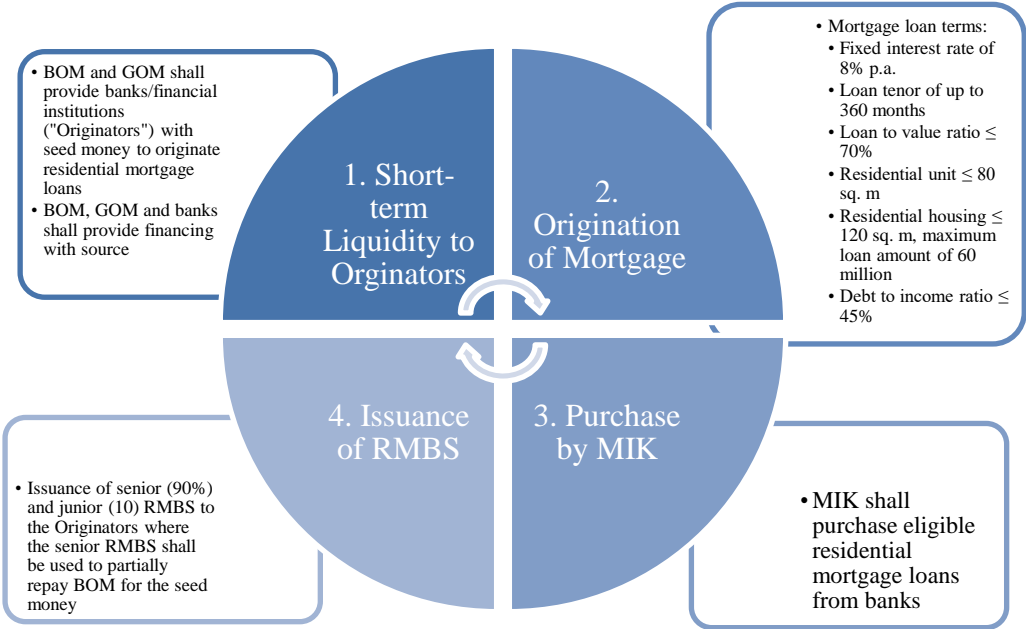 • BOM and GOM shall
provide banks/financial
institutions
("Originators") with
seed money to originate
residential mortgage
loans
• BOM, GOM and banks
shall provide financing
with source
1. Short-
term
Liquidity to
Orginators
2.
Origination
of Mortgage
• Mortgage loan terms:
• Fixed interest rate of
8% p.a.
• Loan tenor of up to
360 months
• Loan to value ratio ≤
70%
• Residential unit ≤ 80
sq. m
• Residential housing ≤
120 sq. m, maximum
loan amount of 60
million
• Debt to income ratio ≤
45%
4. Issuance
of RMBS
3. Purchase
by MIK
• Issuance of senior (90%)
and junior (10) RMBS to
the Originators where
the senior RMBS shall
be used to partially
repay BOM for the seed
money
• MIK shall
purchase eligible
residential
mortgage loans
from banks